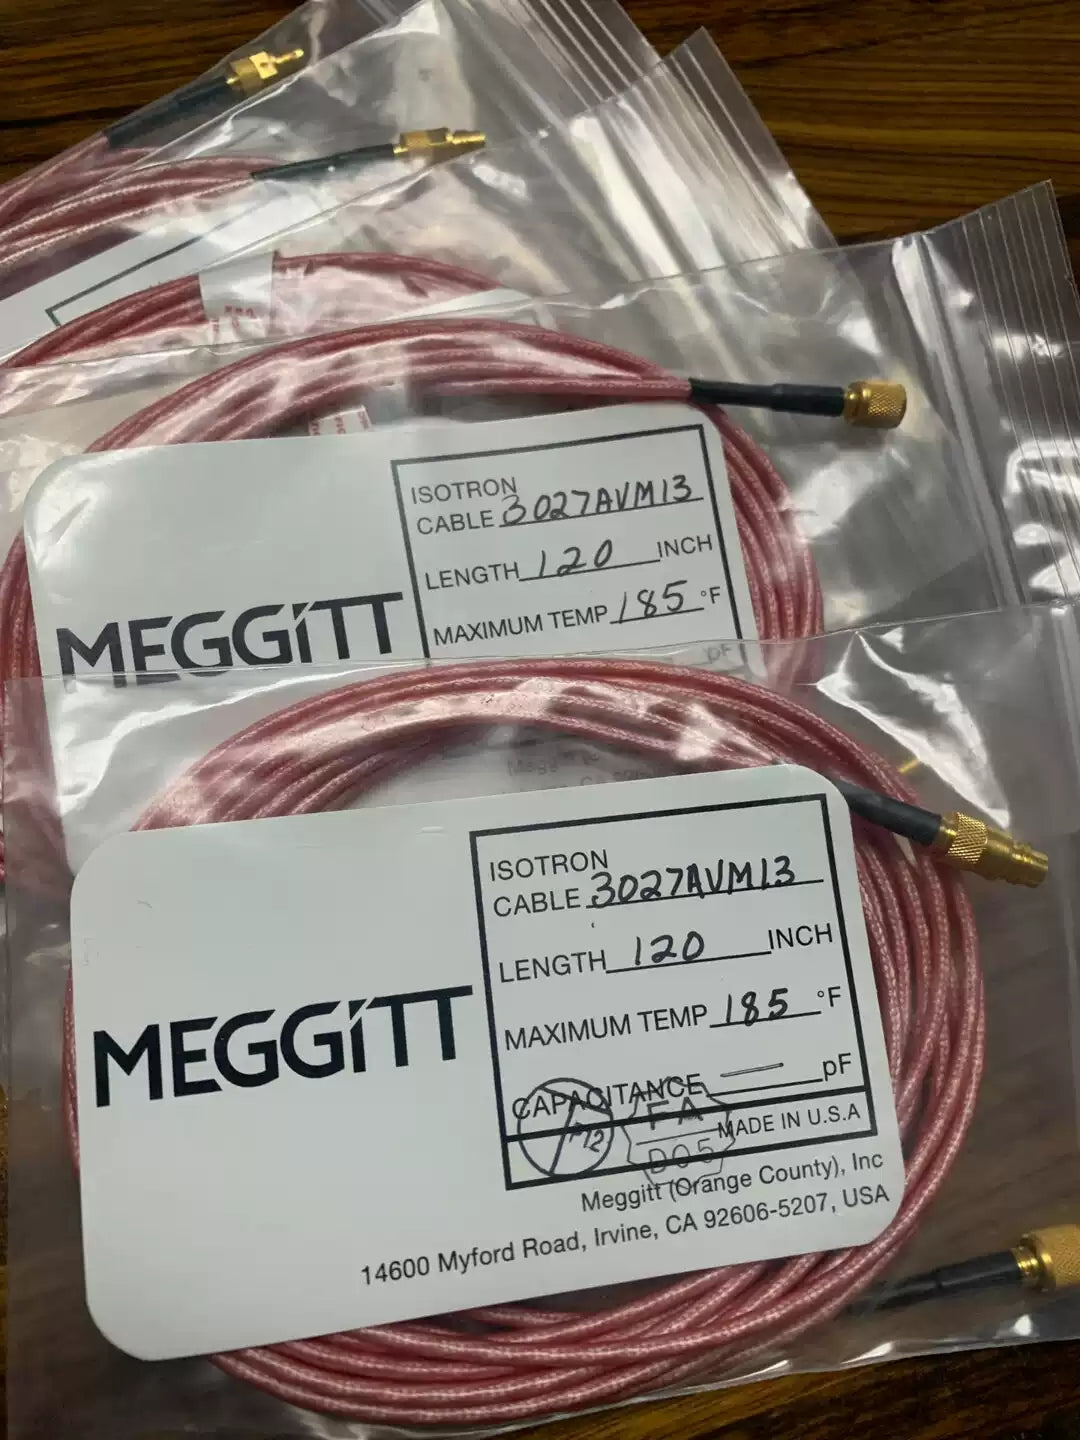 ISOTRON
CABLE 3027AVM13
LENGTH 120 INCH
MAXIMUM TEMP 185 °F
pF
MEGGITT
ISOTRON
CABLE 3027AVM13
LENGTH 120 INCH
MAXIMUM TEMP 185 °F
CAPACITANCE — pF
FA
MADE IN U.S.A
D05
MEGGITT
Meggitt (Orange County), Inc
14600 Myford Road, Irvine, CA 92606-5207, USA